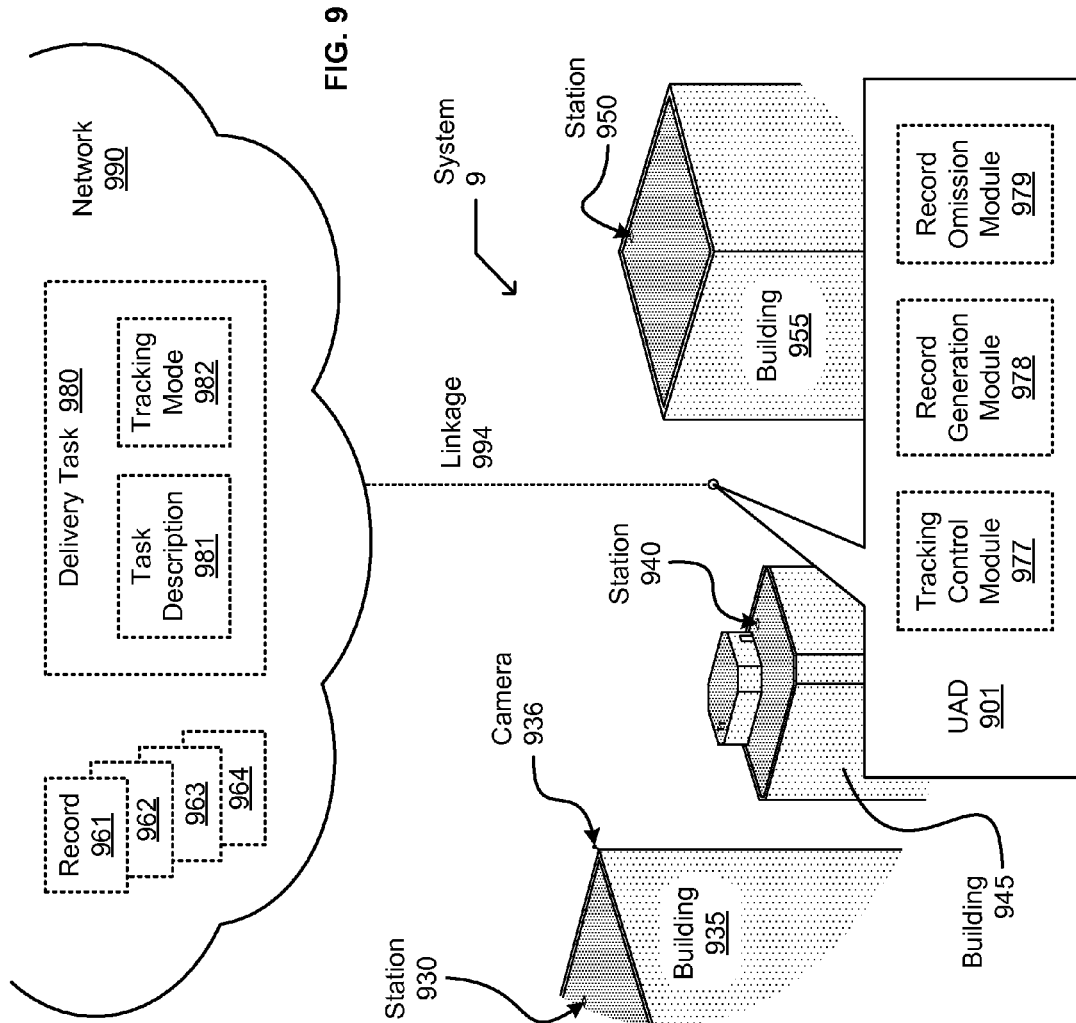 Network
990
Delivery Task 980
Task
Description
981
Tracking
Mode
982
Record
961
962
963
964
FIG. 9
System
9
Linkage
994
Station
930
Camera
936
Station
940
Station
950
Building
935
Building
945
Building
955
UAD
901
Tracking
Control
Module
977
Record
Generation
Module
978
Record
Omission
Module
979